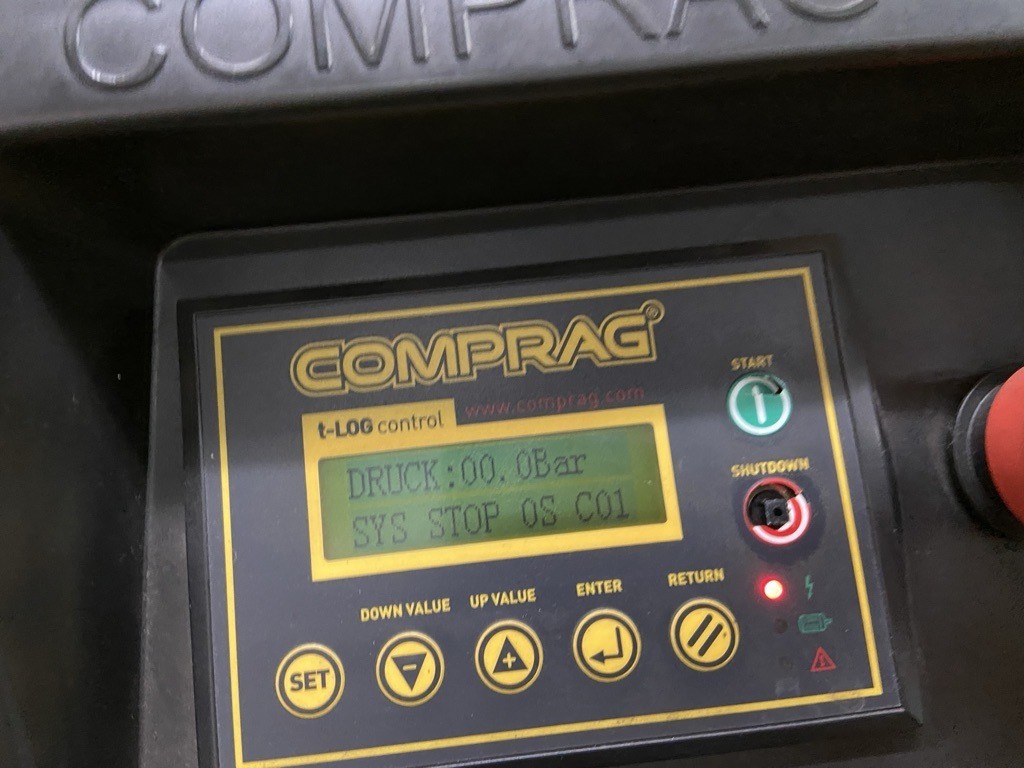 COMPRAG
COMPRAG®
www.comprag.com
t-LOG control
DRUCK:00.0Bar
SYS STOP 0S C01
START
SHUTDOWN
DOWN VALUE
UP VALUE
ENTER
RETURN
SET